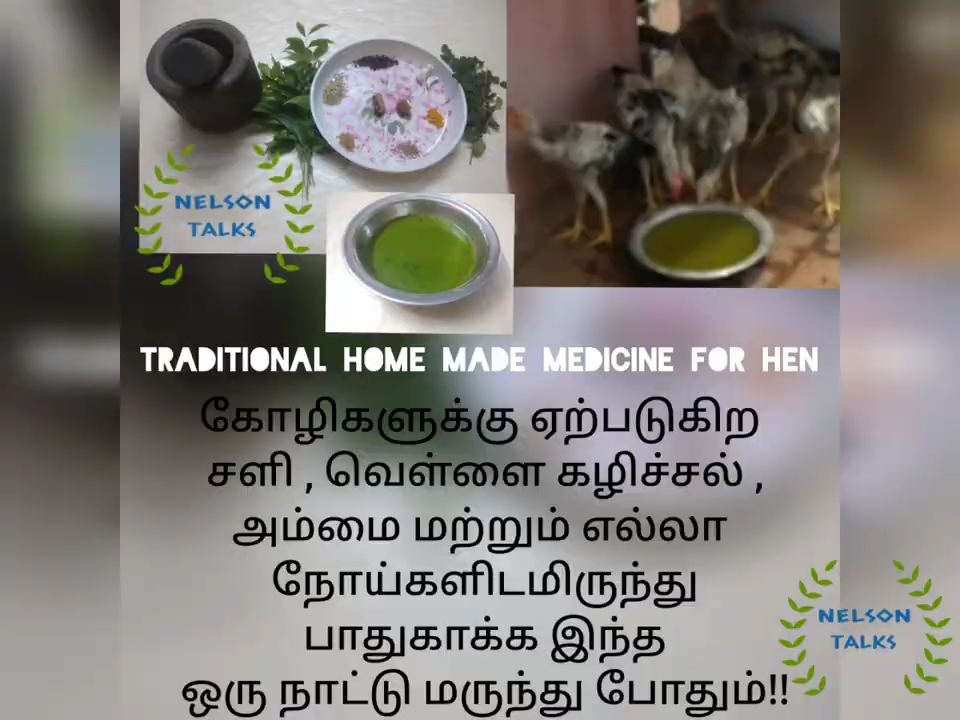 NELSON
TALKS
TRADITIONAL HOME MADE MEDICINE FOR HEN
கோழிகளுக்கு ஏற்படுகிற
சளி , வெள்ளை கழிச்சல் ,
அம்மை மற்றும் எல்லா
நோய்களிடமிருந்து
பாதுகாக்க இந்த
ஒரு நாட்டு மருந்து போதும்!!
NELSON
TALKS